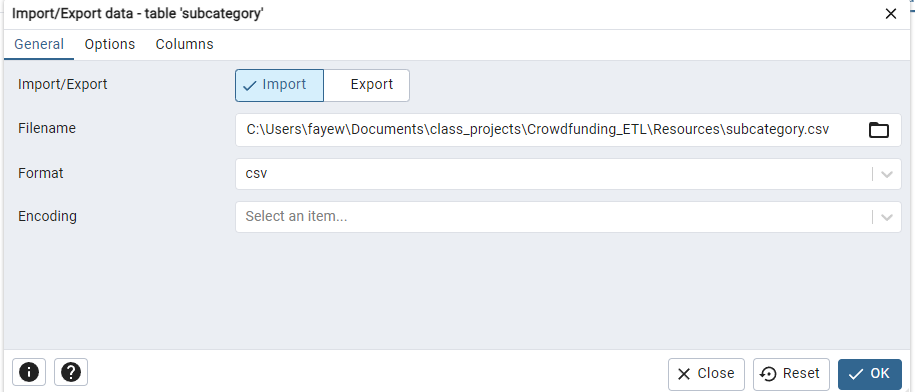 Import/Export data - table 'subcategory'
General Options Columns
Import/Export Import Export
Filename C:\Users\fayew\Documents\class_projects\Crowdfunding_ETL\Resources\subcategory.csv
Format csv
Encoding Select an item...
Close Reset OK